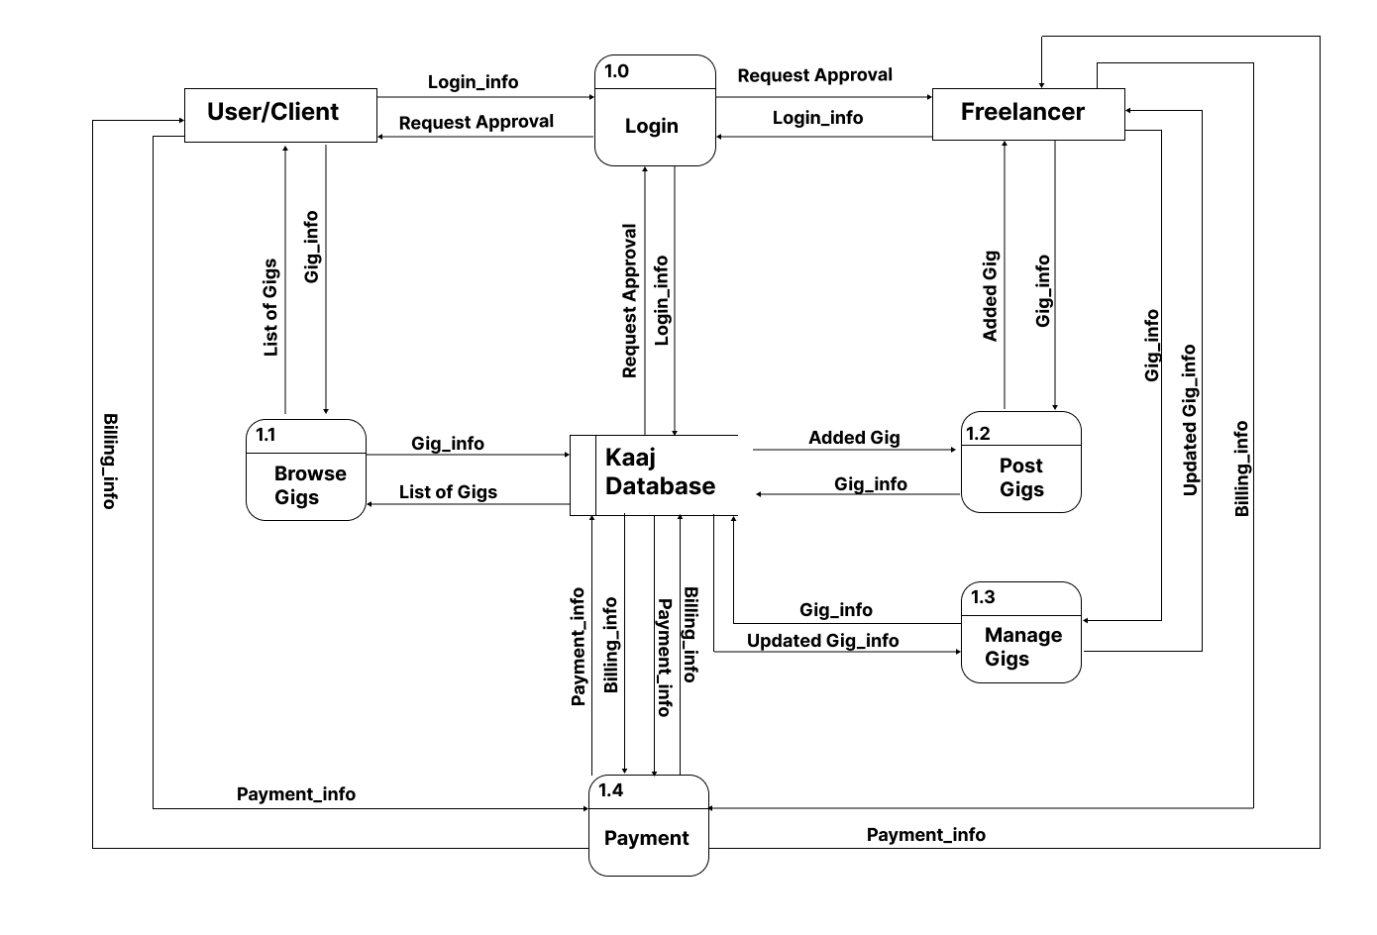 1.0
Request Approval
Login_info
User/Client
Freelancer
Login
Request Approval
Login_info
List of Gigs
Gig_info
Request Approval
Login_info
Added Gig
Gig_info
Gig_info
Updated Gig_info
Billing_info
Billing_info
1.1
Browse
Gigs
Gig_info
List of Gigs
Kaaj
Database
Added Gig
Gig_info
1.2
Post
Gigs
Payment_info
Billing_info
Payment_info
Billing_info
Gig_info
Updated Gig_info
1.3
Manage
Gigs
Payment_info
1.4
Payment
Payment_info